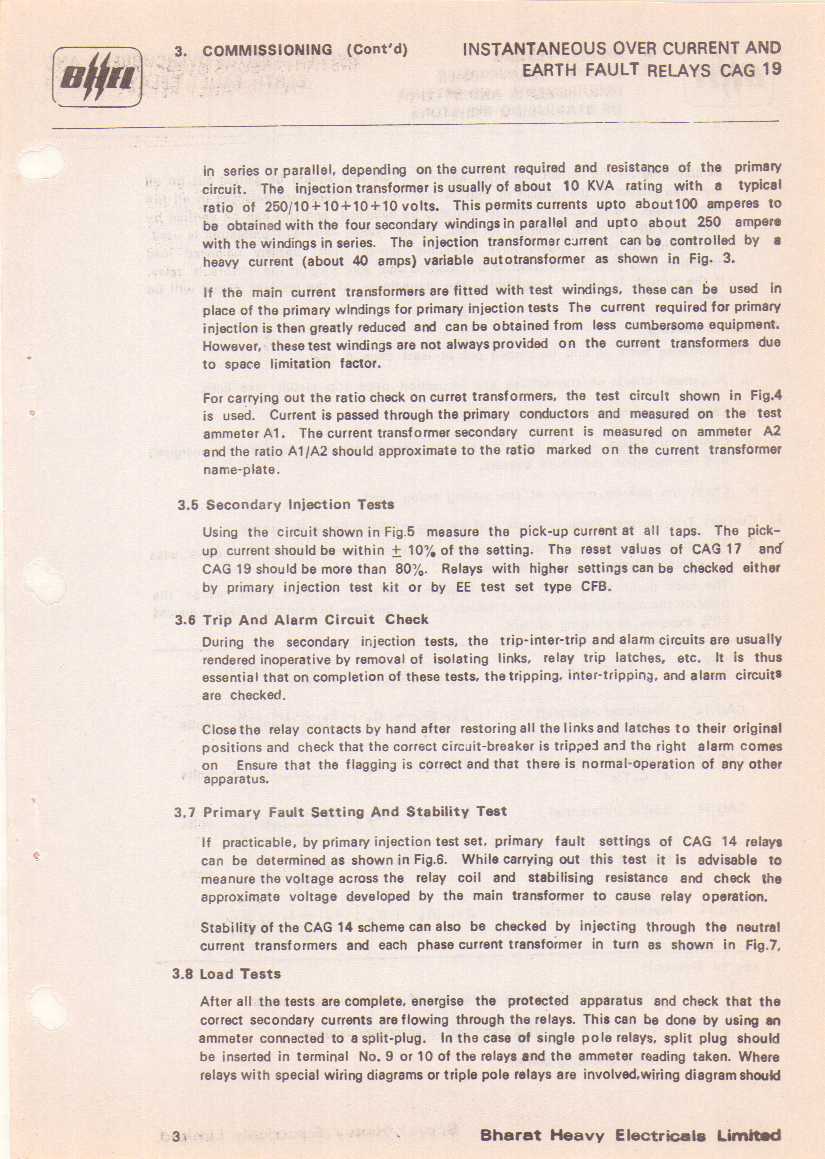 BHEL
3. COMMISSIONING (Cont'd)
INSTANTANEOUS OVER CURRENT AND
EARTH FAULT RELAYS CAG 19
in series or parallel, depending on the current required and resistance of the primary
circuit. The injection transformer is usually of about 10 KVA rating with a typical
ratio of 250/10+10+10+10 volts. This permits currents upto about100 amperes to
be obtained with the four secondary windings in parallel and upto about 250 ampere
with the windings in series. The injection transformer current can be controlled by a
heavy current (about 40 amps) variable autotransformer as shown in Fig. 3.
If the main current transformers are fitted with test windings, these can be used in
place of the primary windings for primary injection tests The current required for primary
injection is then greatly reduced and can be obtained from less cumbersome equipment.
However, these test windings are not always provided on the current transformers due
to space limitation factor.
For carrying out the ratio check on curret transformers, the test circuit shown in Fig.4
is used. Current is passed through the primary conductors and measured on the test
ammeter A1. The current transformer secondary current is measured on ammeter A2
and the ratio A1/A2 should approximate to the ratio marked on the current transformer
name-plate.
3.5 Secondary Injection Tests
Using the circuit shown in Fig.5 measure the pick-up current at all taps. The pick-
up current should be within ± 10% of the setting. The reset values of CAG 17 and
CAG 19 should be more than 80%. Relays with higher settings can be checked either
by primary injection test kit or by EE test set type CFB.
3.6 Trip And Alarm Circuit Check
During the secondary injection tests, the trip-inter-trip and alarm circuits are usually
rendered inoperative by removal of isolating links, relay trip latches, etc. It is thus
essential that on completion of these tests, the tripping, inter-tripping, and alarm circuits
are checked.
Close the relay contacts by hand after restoring all the links and latches to their original
positions and check that the correct circuit-breaker is tripped and the right alarm comes
on Ensure that the flagging is correct and that there is normal-operation of any other
apparatus.
3.7 Primary Fault Setting And Stability Test
If practicable, by primary injection test set, primary fault settings of CAG 14 relays
can be determined as shown in Fig.6. While carrying out this test it is advisable to
meanure the voltage across the relay coil and stabilising resistance and check the
approximate voltage developed by the main transformer to cause relay operation.
Stability of the CAG 14 scheme can also be checked by injecting through the neutral
current transformers and each phase current transformer in turn as shown in Fig.7,
3.8 Load Tests
After all the tests are complete, energise the protected apparatus and check that the
correct secondary currents are flowing through the relays. This can be done by using an
ammeter connected to a split-plug. In the case of single pole relays, split plug should
be inserted in terminal No. 9 or 10 of the relays and the ammeter reading taken. Where
relays with special wiring diagrams or triple pole relays are involved,wiring diagram should
3
Bharat Heavy Electricals Limited